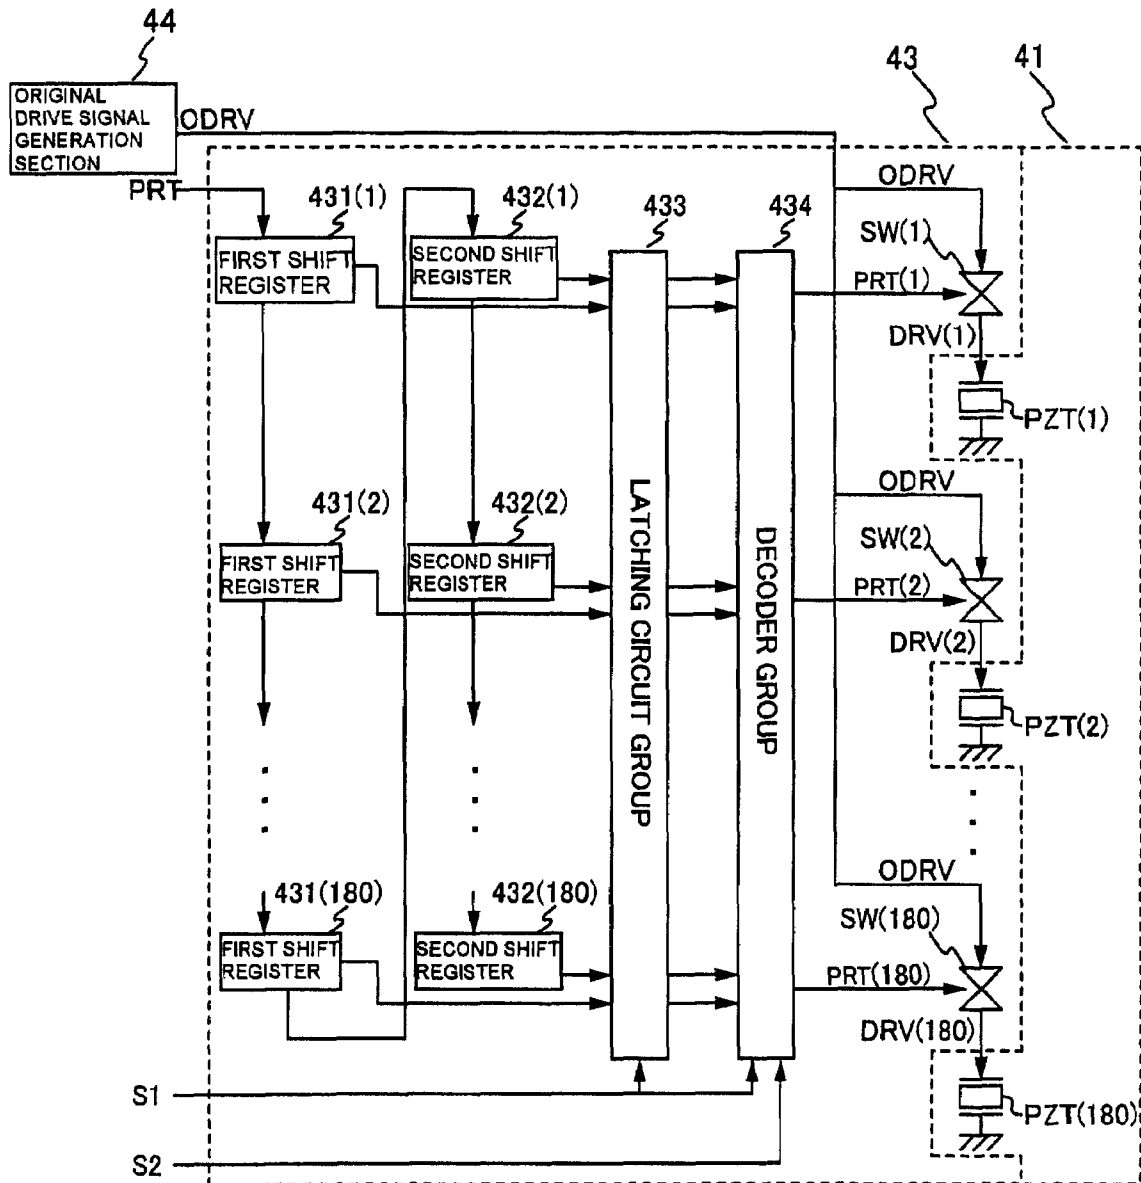 44
43
41
ORIGINAL
DRIVE SIGNAL
GENERATION
SECTION
ODRV
PRT
431(1)
432(1)
433
434
ODRV
SW(1)
FIRST SHIFT
REGISTER
SECOND SHIFT
REGISTER
PRT(1)
DRV(1)
PZT(1)
431(2)
432(2)
ODRV
SW(2)
FIRST SHIFT
REGISTER
SECOND SHIFT
REGISTER
PRT(2)
DRV(2)
PZT(2)
LATCHING CIRCUIT GROUP
DECODER GROUP
431(180)
432(180)
ODRV
SW(180)
FIRST SHIFT
REGISTER
SECOND SHIFT
REGISTER
PRT(180)
DRV(180)
PZT(180)
S1
S2